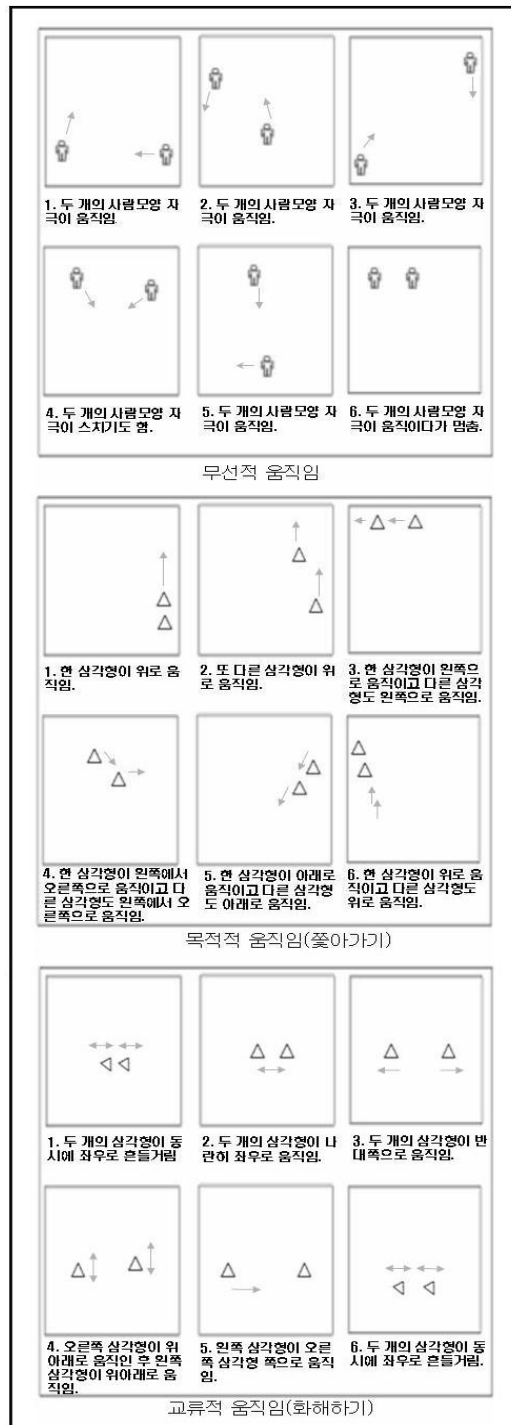 1. 두 개의 사람모양 자
극이 움직임.
2. 두 개의 사람모양 자
극이 움직임.
3. 두 개의 사람모양 자
극이 움직임.
4. 두 개의 사람모양 자
극이 스치기도 함.
5. 두 개의 사람모양 자
극이 움직임.
6. 두 개의 사람모양 자
극이 움직이다가 멈춤.
무선적 움직임
1. 한 삼각형이 위로 움
직임.
2. 또 다른 삼각형이 위
로 움직임.
3. 한 삼각형이 왼쪽으
로 움직이고 다른 삼각
형도 왼쪽으로 움직임.
4. 한 삼각형이 왼쪽에서
오른쪽으로 움직이고 다
른 삼각형도 왼쪽에서 오
른쪽으로 움직임.
5. 한 삼각형이 아래로
움직이고 다른 삼각형
도 아래로 움직임.
6. 한 삼각형이 위로 움
직이고 다른 삼각형도
위로 움직임.
목적적 움직임(쫓아가기)
1. 두 개의 삼각형이 동
시에 좌우로 흔들거림
2. 두 개의 삼각형이 나
란히 좌우로 움직임.
3. 두 개의 삼각형이 반
대쪽으로 움직임.
4. 오른쪽 삼각형이 위
아래로 움직인 후 왼쪽
삼각형이 위아래로 움
직임.
5. 왼쪽 삼각형이 오른
쪽 삼각형 쪽으로 움직
임.
6. 두 개의 삼각형이 동
시에 좌우로 흔들거림.
교류적 움직임(화해하기)